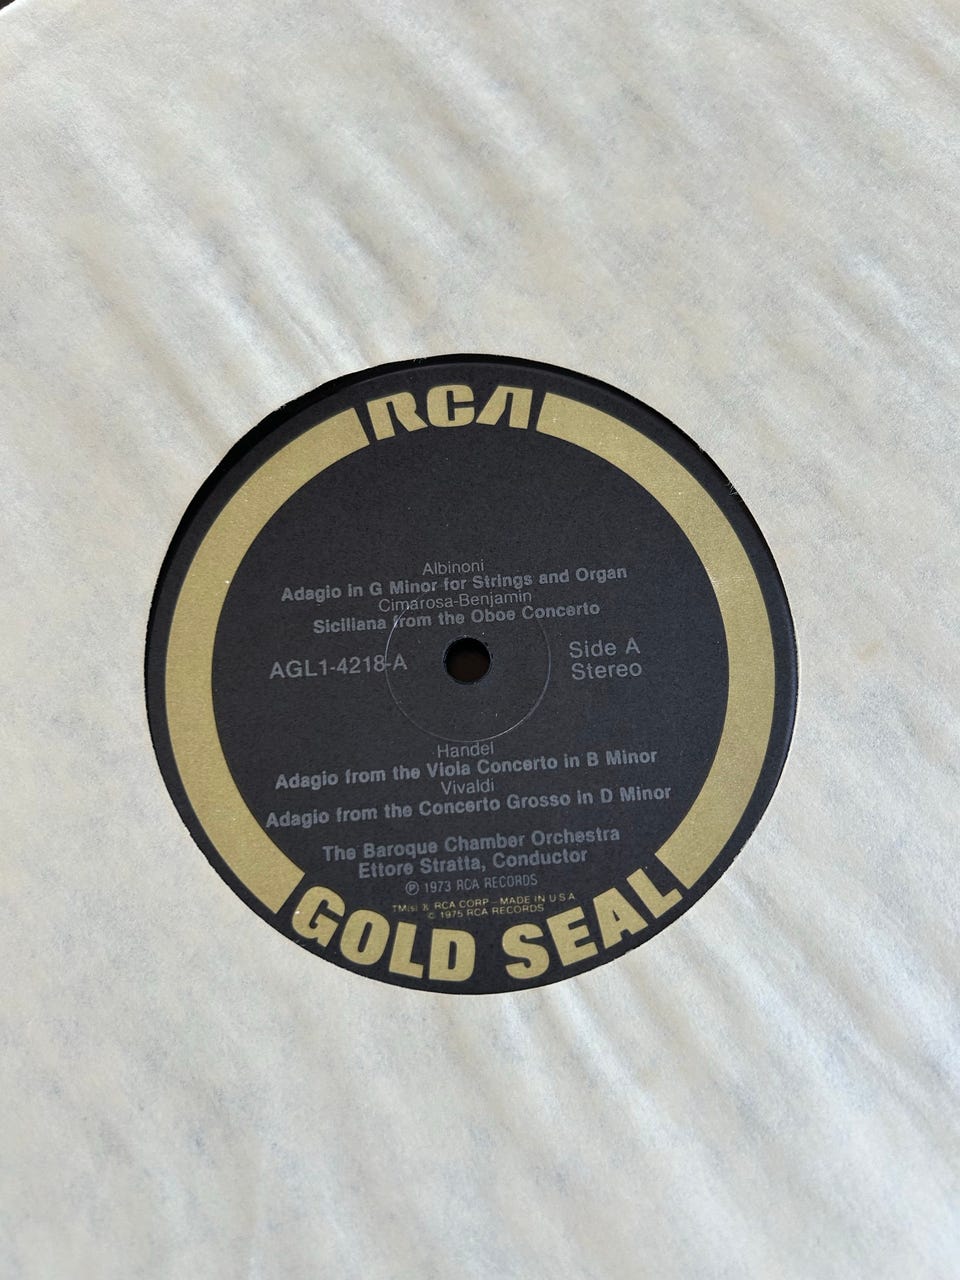 RCA
Albinoni
Adagio in G Minor for Strings and Organ
Cimarosa-Benjamin
Siciliana from the Oboe Concerto
AGL1-4218-A
Side A
Stereo
Handel
Adagio from the Viola Concerto in B Minor
Vivaldi
Adagio from the Concerto Grosso in D Minor
The Baroque Chamber Orchestra
Ettore Stratta, Conductor
℗ 1973 RCA RECORDS
TM(s) ® RCA CORP – MADE IN U S A
© 1975 RCA RECORDS
GOLD SEAL